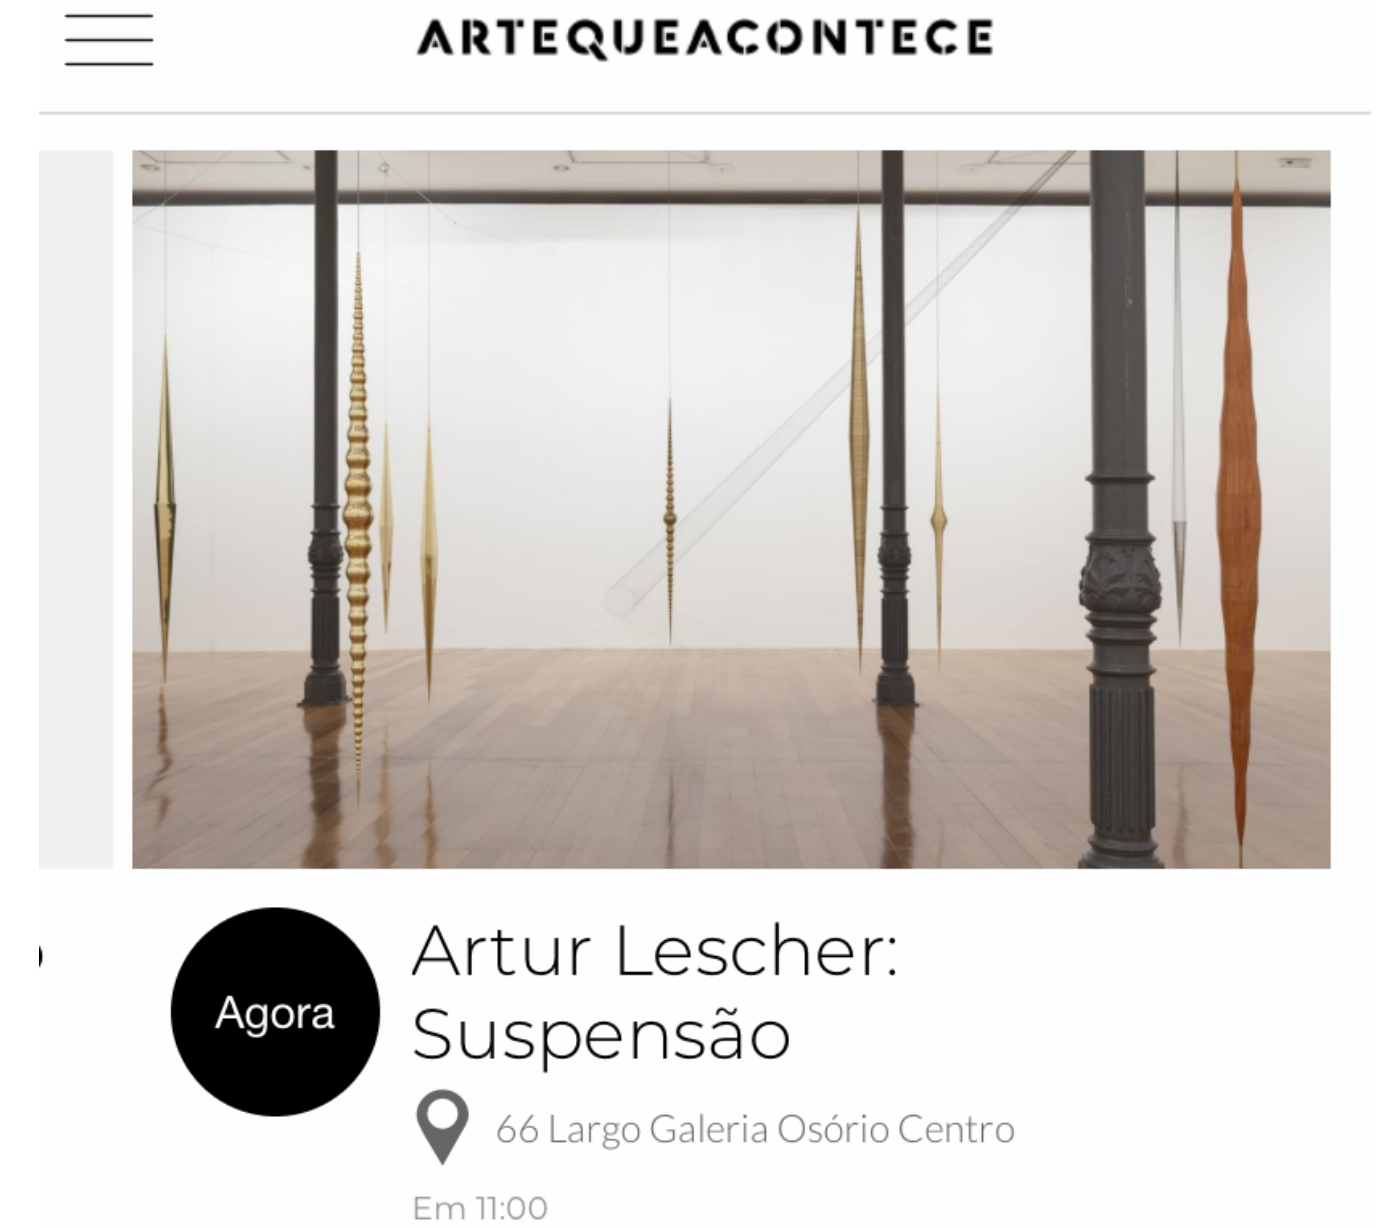 ARTEQUEACONTECE
Agora
Artur Lescher:
Suspensão
66 Largo Galeria Osório Centro
Em 11:00